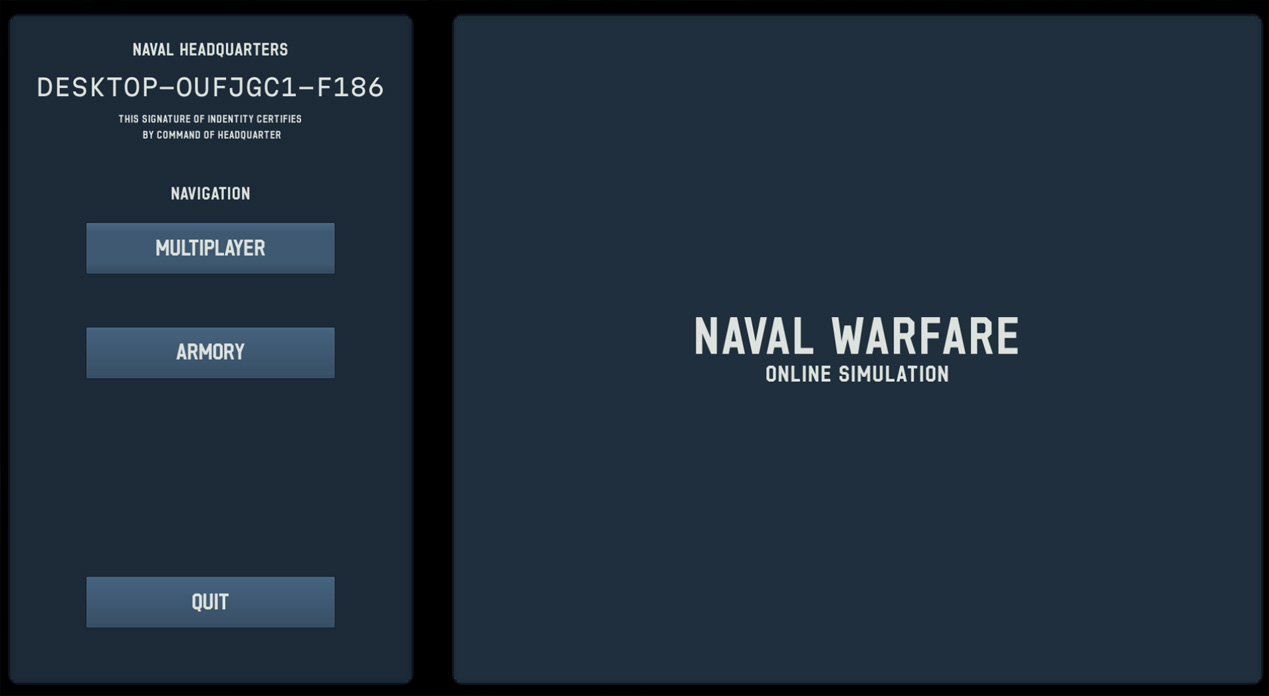 NAVAL HEADQUARTERS
DESKTOP-OUFJGC1-F186
THIS SIGNATURE OF INDENTITY CERTIFIES
BY COMMAND OF HEADQUARTER
NAVIGATION
MULTIPLAYER
ARMORY
QUIT
NAVAL WARFARE
ONLINE SIMULATION